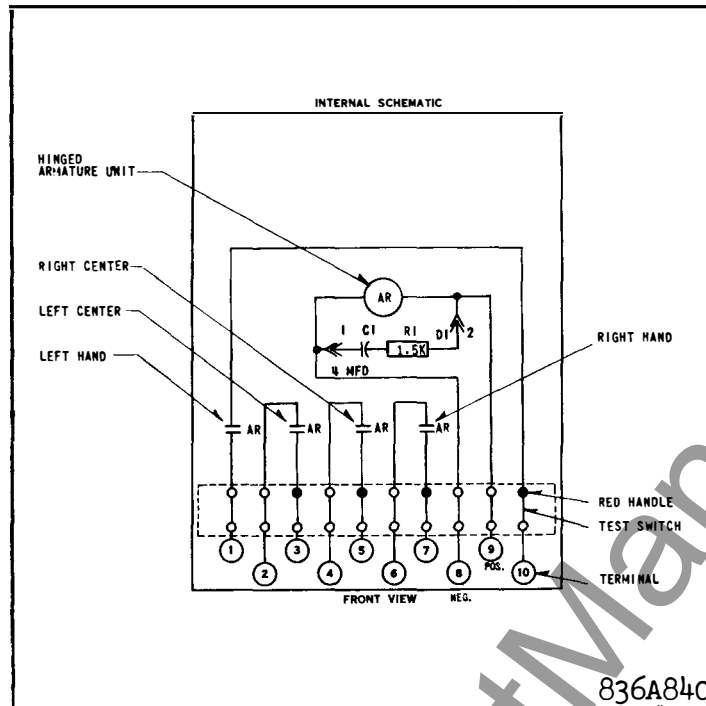 INTERNAL SCHEMATIC
HINGED
ARMATURE UNIT
RIGHT CENTER
LEFT CENTER
LEFT HAND
AR
1 C1 R1 D1 2
1.5K
4 MFD
RIGHT HAND
AR AR AR AR
RED HANDLE
TEST SWITCH
1 3 5 7 9
POS.
2 4 6 8 10
TERMINAL
FRONT VIEW NEG.
836A840